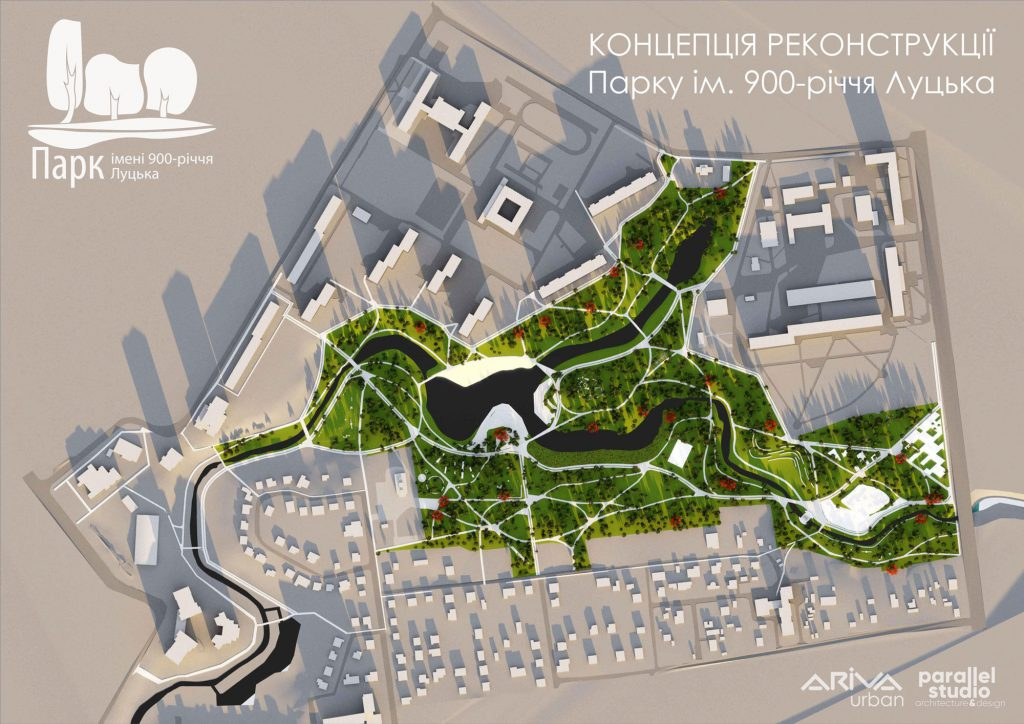 КОНЦЕПЦІЯ РЕКОНСТРУКЦІЇ
Парку ім. 900-річчя Луцька
Парк імені 900-річчя
Луцька
ARIVA
urban
parallel
studio
architecture&design